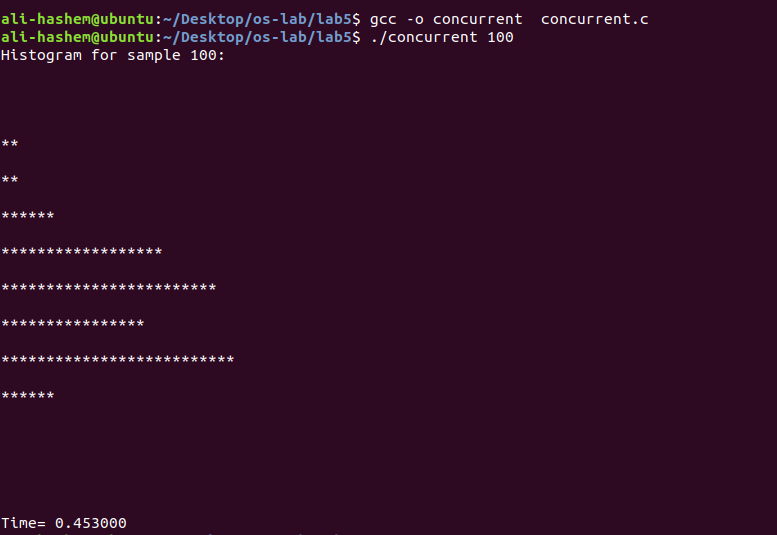 ali-hashem@ubuntu:~/Desktop/os-lab/lab5$ gcc -o concurrent  concurrent.c
ali-hashem@ubuntu:~/Desktop/os-lab/lab5$ ./concurrent 100
Histogram for sample 100:
**
**
******
******************
************************
****************
**************************
******
Time= 0.453000